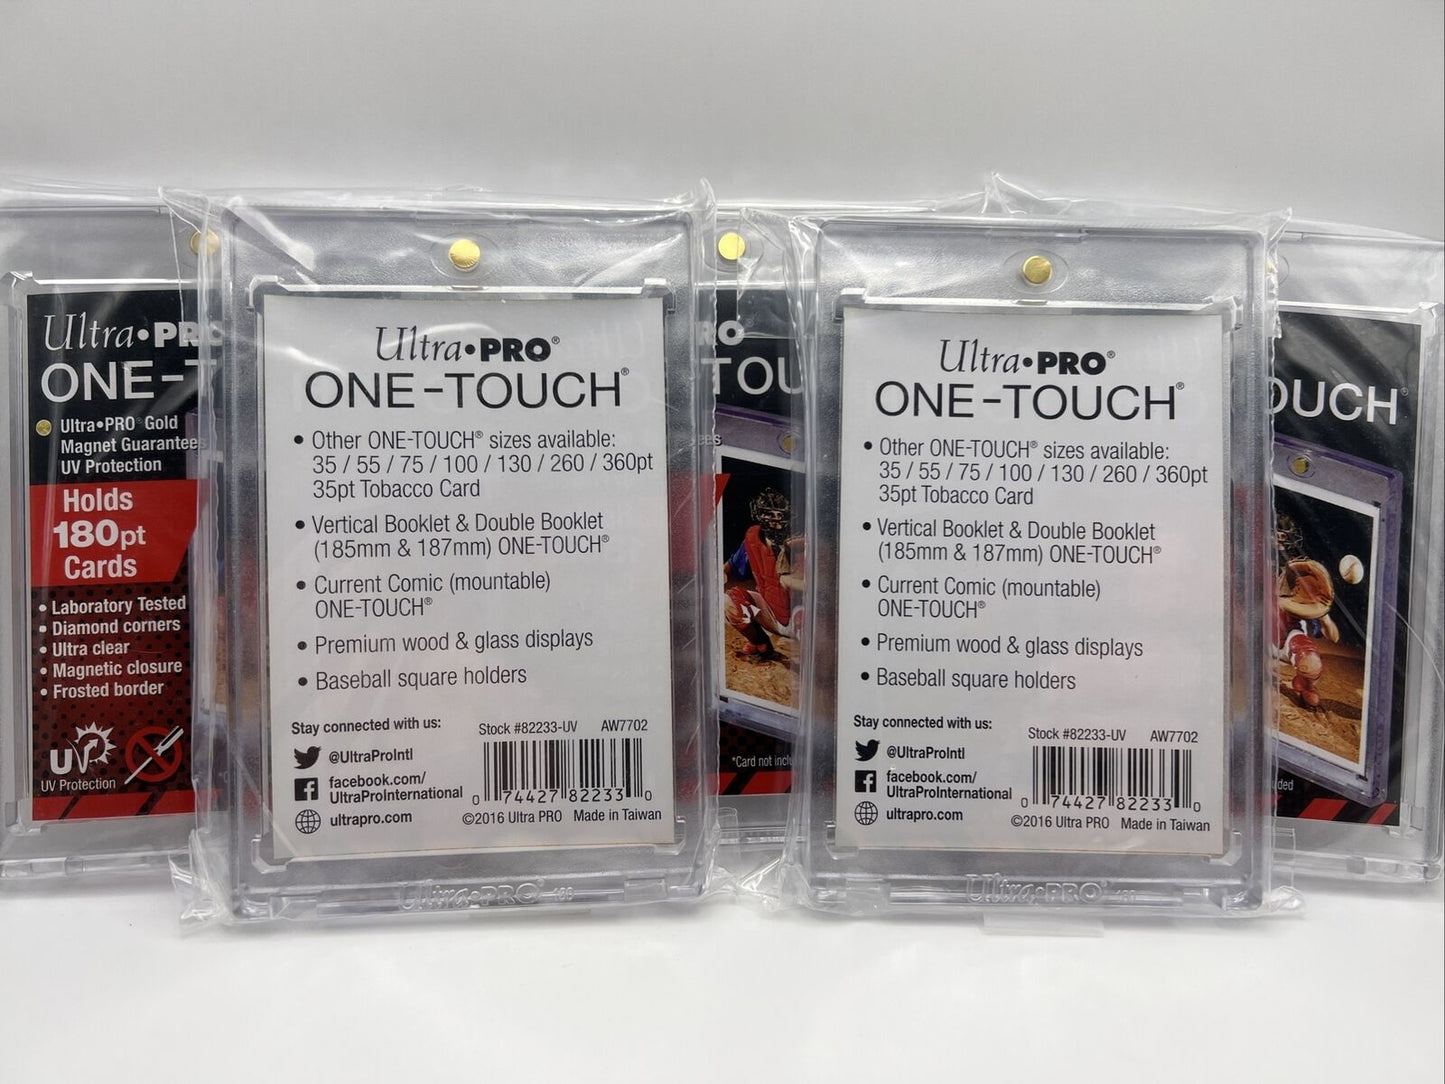 Ultra•PRO
ONE-T
Ultra•PRO® Gold
Magnet Guarantees
UV Protection
Holds
180pt
Cards
• Laboratory Tested
• Diamond corners
• Ultra clear
• Magnetic closure
• Frosted border
UV
UV Protection
Ultra•PRO®
ONE-TOUCH®
• Other ONE-TOUCH® sizes available:
35 / 55 / 75 / 100 / 130 / 260 / 360pt
35pt Tobacco Card
• Vertical Booklet & Double Booklet
(185mm & 187mm) ONE-TOUCH®
• Current Comic (mountable)
ONE-TOUCH®
• Premium wood & glass displays
• Baseball square holders
Stay connected with us:
@UltraProIntl
facebook.com/
UltraProInternational
ultrapro.com
Stock #82233-UV AW7702
0 74427 82233 0
©2016 Ultra PRO Made in Taiwan
Ultra•PRO®
RO
TOU
*Card not inclu
Ultra•PRO®
ONE-TOUCH®
• Other ONE-TOUCH® sizes available:
35 / 55 / 75 / 100 / 130 / 260 / 360pt
35pt Tobacco Card
• Vertical Booklet & Double Booklet
(185mm & 187mm) ONE-TOUCH®
• Current Comic (mountable)
ONE-TOUCH®
• Premium wood & glass displays
• Baseball square holders
Stay connected with us:
@UltraProIntl
facebook.com/
UltraProInternational
ultrapro.com
Stock #82233-UV AW7702
0 74427 82233 0
©2016 Ultra PRO Made in Taiwan
Ultra•PRO®
OUCH®
ded